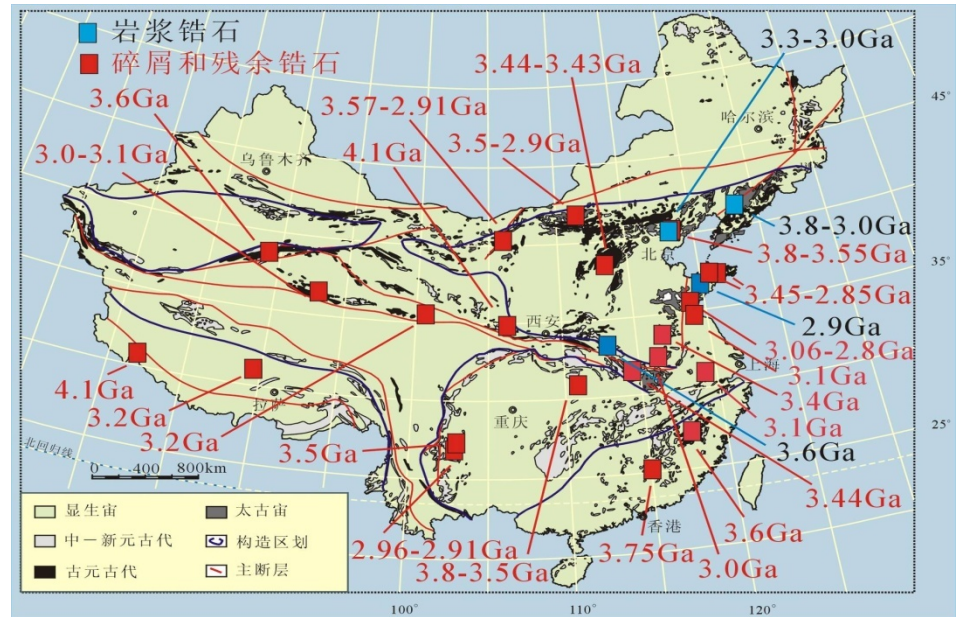 岩浆锆石
碎屑和残余锆石
3.3-3.0Ga
3.44-3.43Ga
3.6Ga
3.57-2.91Ga
45°
哈尔滨
3.0-3.1Ga
4.1Ga
3.5-2.9Ga
乌鲁木齐
3.8-3.0Ga
北京
3.8-3.55Ga
35°
3.45-2.85Ga
2.9Ga
西安
3.06-2.8Ga
上海
4.1Ga
3.1Ga
3.2Ga
拉萨
3.4Ga
重庆
3.2Ga
3.1Ga
25°
北回归线
3.5Ga
3.6Ga
0 400 800km
3.44Ga
显生宙
太古宙
香港
3.6Ga
中－新元古代
构造区划
2.96-2.91Ga
3.75Ga
3.0Ga
古元古代
主断层
3.8-3.5Ga
100°
110°
120°